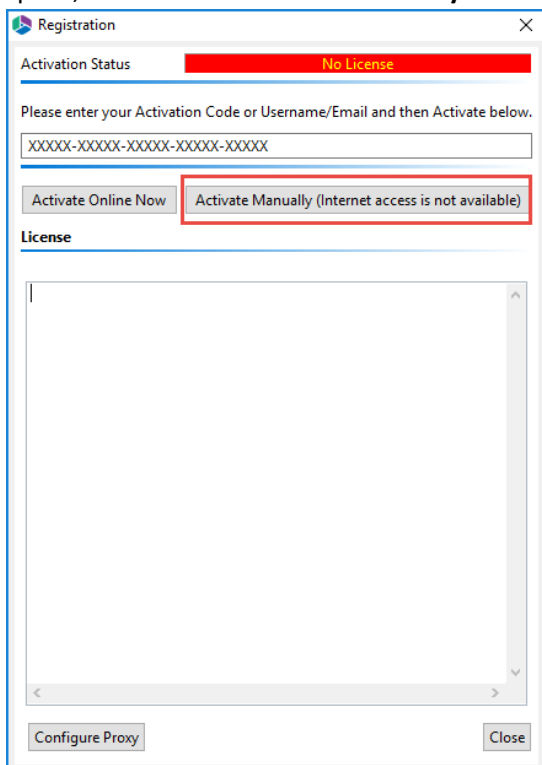 Registration
Activation Status No License
Please enter your Activation Code or Username/Email and then Activate below.
XXXXX-XXXXX-XXXXX-XXXXX-XXXXX
Activate Online Now Activate Manually (Internet access is not available)
License
Configure Proxy Close